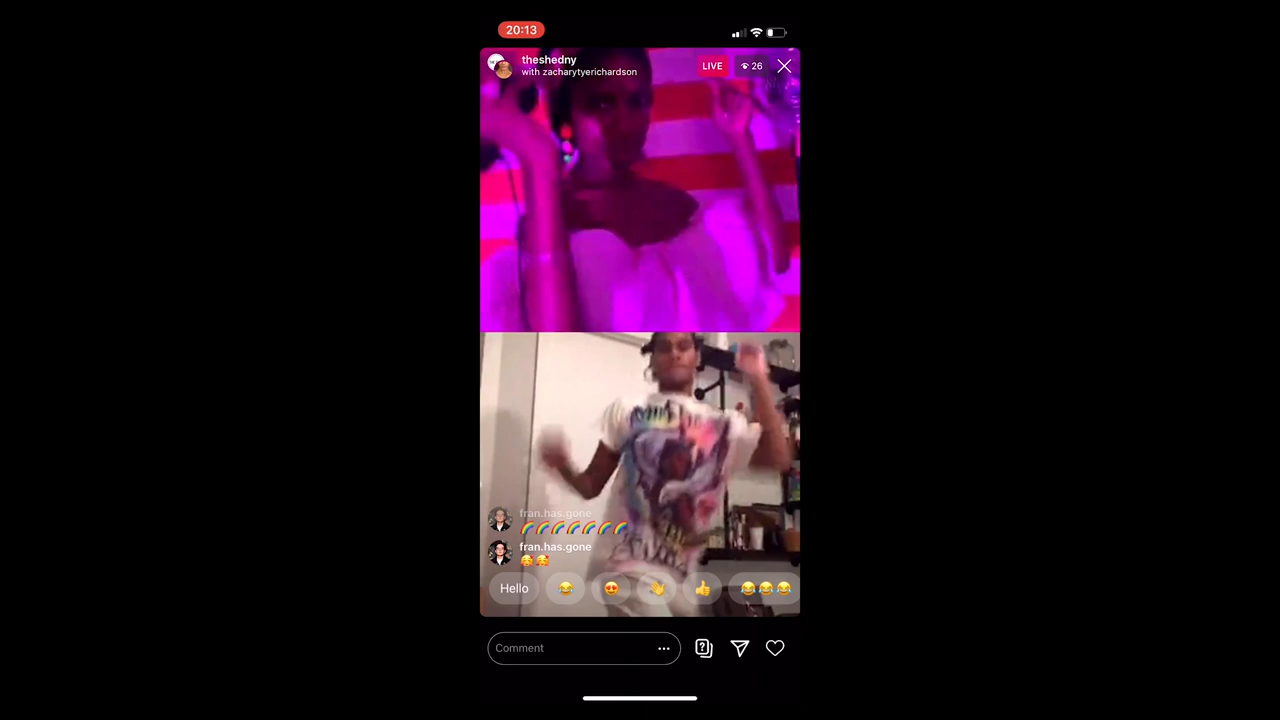 20:13
theshedny
with zacharytyerichardson
LIVE
26
fran.has.gone
🌈🌈🌈🌈🌈🌈🌈
fran.has.gone
🥰🥰
Hello 😂 😍 👋 👍 😂😂😂
Comment